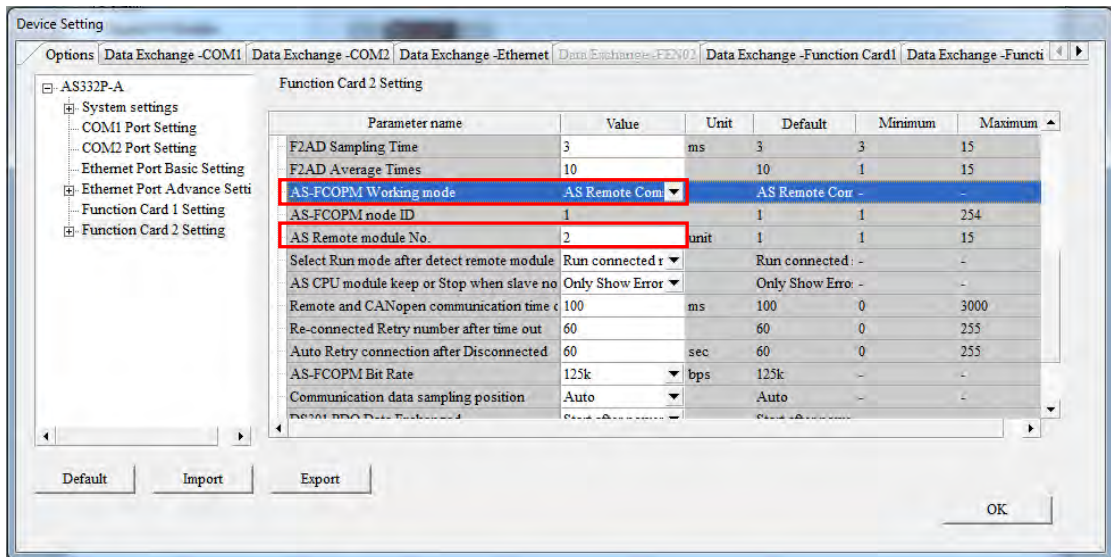 Device Setting
Options Data Exchange -COM1 Data Exchange -COM2 Data Exchange -Ethernet Data Exchange -FEN02 Data Exchange -Function Card1 Data Exchange -Functi
AS332P-A
System settings
COM1 Port Setting
COM2 Port Setting
Ethernet Port Basic Setting
Ethernet Port Advance Setti
Function Card 1 Setting
Function Card 2 Setting
Function Card 2 Setting
Parameter name Value Unit Default Minimum Maximum
F2AD Sampling Time 3 ms 3 3 15
F2AD Average Times 10 10 1 15
AS-FCOPM Working mode AS Remote Com AS Remote Com - -
AS-FCOPM node ID 1 1 1 254
AS Remote module No. 2 unit 1 1 15
Select Run mode after detect remote module Run connected r Run connected - -
AS CPU module keep or Stop when slave no Only Show Error Only Show Erro - -
Remote and CANopen communication time 100 ms 100 0 3000
Re-connected Retry number after time out 60 60 0 255
Auto Retry connection after Disconnected 60 sec 60 0 255
AS-FCOPM Bit Rate 125k bps 125k - -
Communication data sampling position Auto Auto - -
Default Import Export
OK